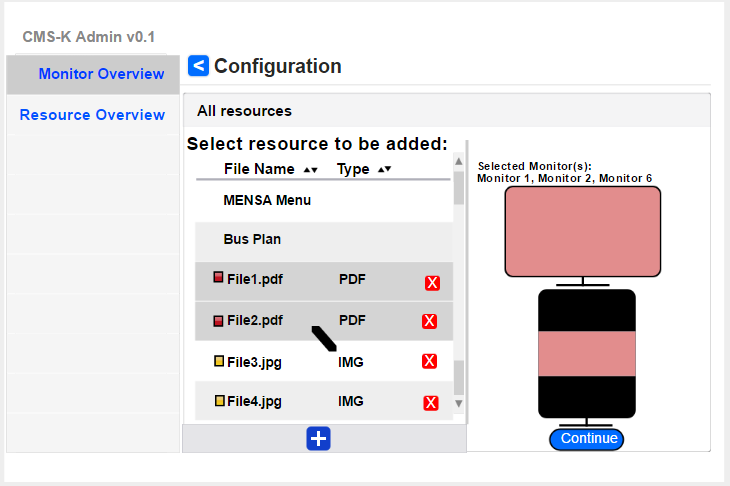 CMS-K Admin v0.1
Monitor Overview
Resource Overview
< Configuration
All resources
Select resource to be added:
File Name ▲▼ Type ▲▼
MENSA Menu
Bus Plan
File1.pdf PDF X
File2.pdf PDF X
File3.jpg IMG X
File4.jpg IMG X
+
Selected Monitor(s):
Monitor 1, Monitor 2, Monitor 6
Continue